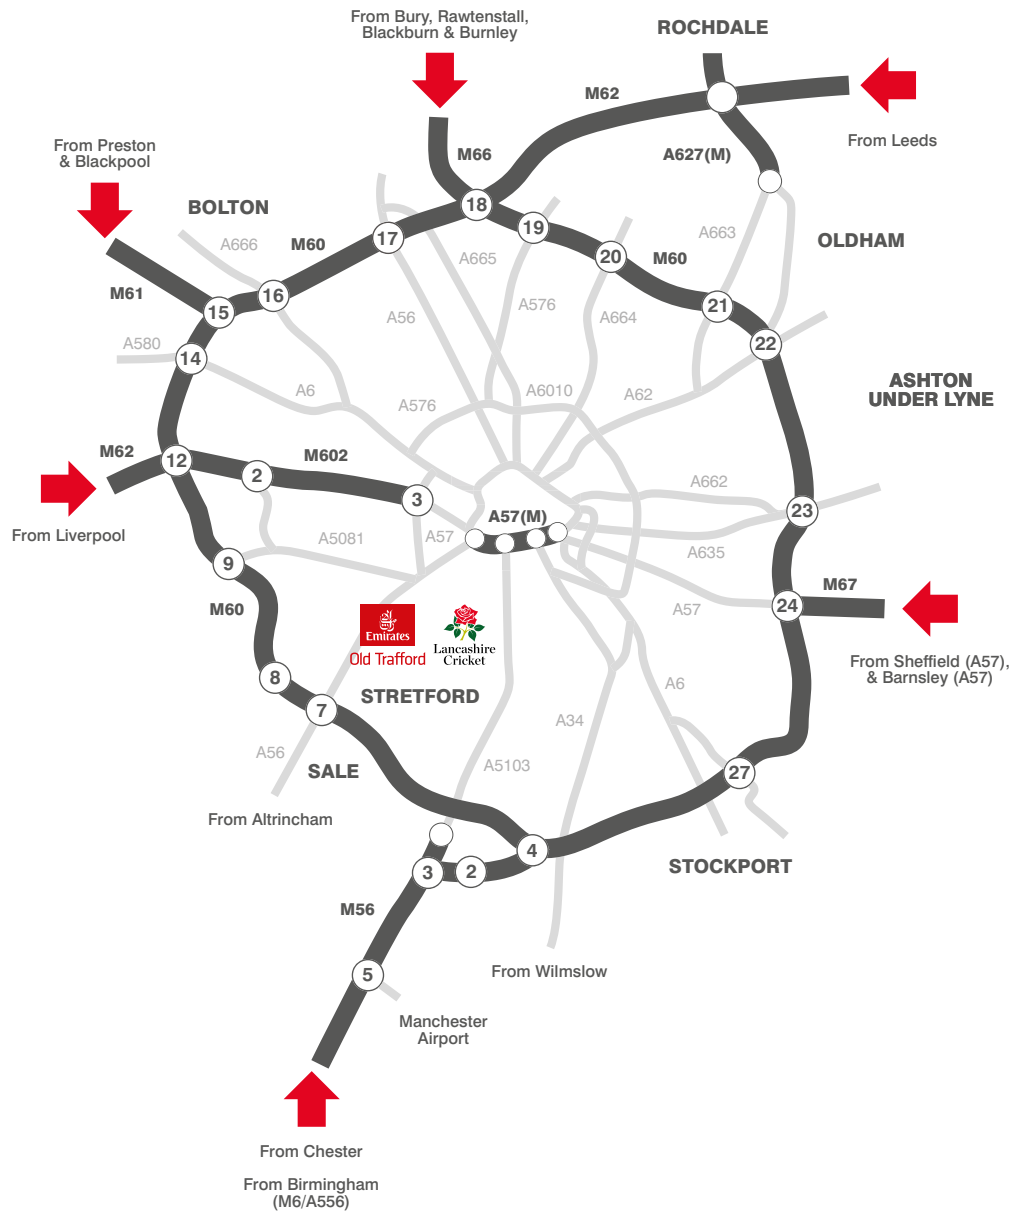 From Bury, Rawtenstall,
Blackburn & Burnley
ROCHDALE
M62
From Leeds
A627(M)
M66
From Preston
& Blackpool
BOLTON
A666
M60
18
17
19
A665
20
M60
A663
OLDHAM
M61
15
16
A56
A576
A664
21
22
A580
14
A6
A576
A6010
A62
ASHTON
UNDER LYNE
M62
12
2
M602
3
A662
23
From Liverpool
A57(M)
A5081
A57
A635
9
M60
M67
24
A57
Emirates
Old Trafford
Lancashire
Cricket
From Sheffield (A57),
& Barnsley (A57)
8
STRETFORD
A6
7
A34
A56
SALE
A5103
27
From Altrincham
4
3
2
STOCKPORT
M56
5
From Wilmslow
Manchester
Airport
From Chester
From Birmingham
(M6/A556)